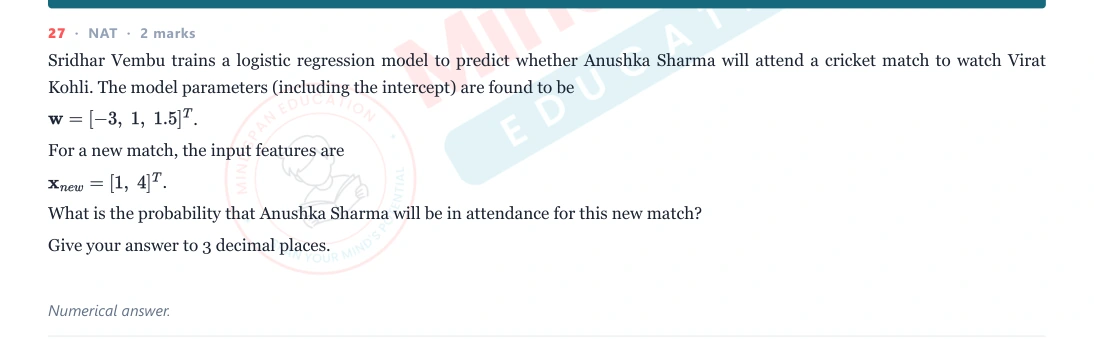 27 · NAT · 2 marks
Sridhar Vembu trains a logistic regression model to predict whether Anushka Sharma will attend a cricket match to watch Virat
Kohli. The model parameters (including the intercept) are found to be
w = [−3, 1, 1.5]^T.
For a new match, the input features are
x_new = [1, 4]^T.
What is the probability that Anushka Sharma will be in attendance for this new match?
Give your answer to 3 decimal places.
Numerical answer.